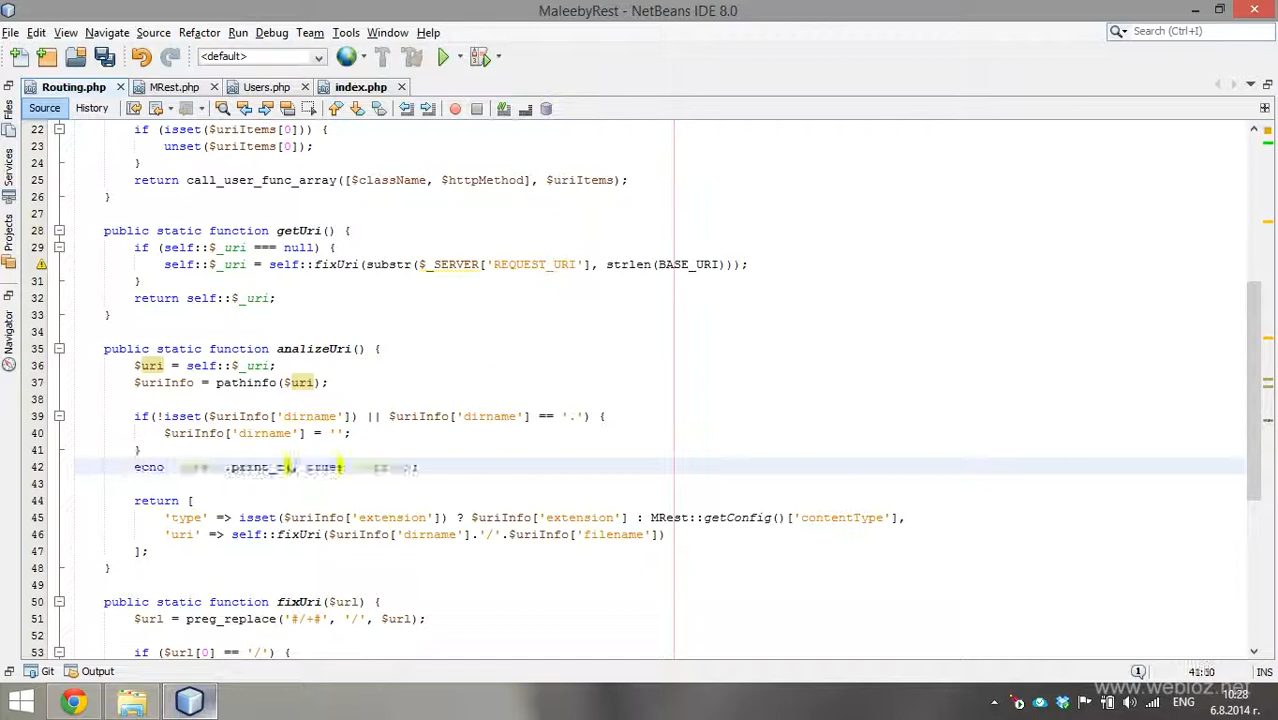 MaleebyRest - NetBeans IDE 8.0
File Edit View Navigate Source Refactor Run Debug Team Tools Window Help
Search (Ctrl+I)
<default>
Routing.php MRest.php Users.php index.php
Source History
Files
Services
Projects
Navigator
22 if (isset($uriItems[0])) {
23 unset($uriItems[0]);
24 }
25 return call_user_func_array([$className, $httpMethod], $uriItems);
26 }
27
28 public static function getUri() {
29 if (self::$_uri === null) {
self::$_uri = self::fixUri(substr($_SERVER['REQUEST_URI'], strlen(BASE_URI)));
31 }
32 return self::$_uri;
33 }
34
35 public static function analizeUri() {
36 $uri = self::$_uri;
37 $uriInfo = pathinfo($uri);
38
39 if(!isset($uriInfo['dirname']) || $uriInfo['dirname'] == '.') {
40 $uriInfo['dirname'] = '';
41 }
42 echo .print_r(, true)
43
44 return [
45 'type' => isset($uriInfo['extension']) ? $uriInfo['extension'] : MRest::getConfig()['contentType'],
46 'uri' => self::fixUri($uriInfo['dirname'].'/'.$uriInfo['filename'])
47 ];
48 }
49
50 public static function fixUri($url) {
51 $url = preg_replace('#/+#', '/', $url);
52
53 if ($url[0] == '/') {
Git Output
INS
www.webloz.net
ENG
10:28
6.8.2014 г.